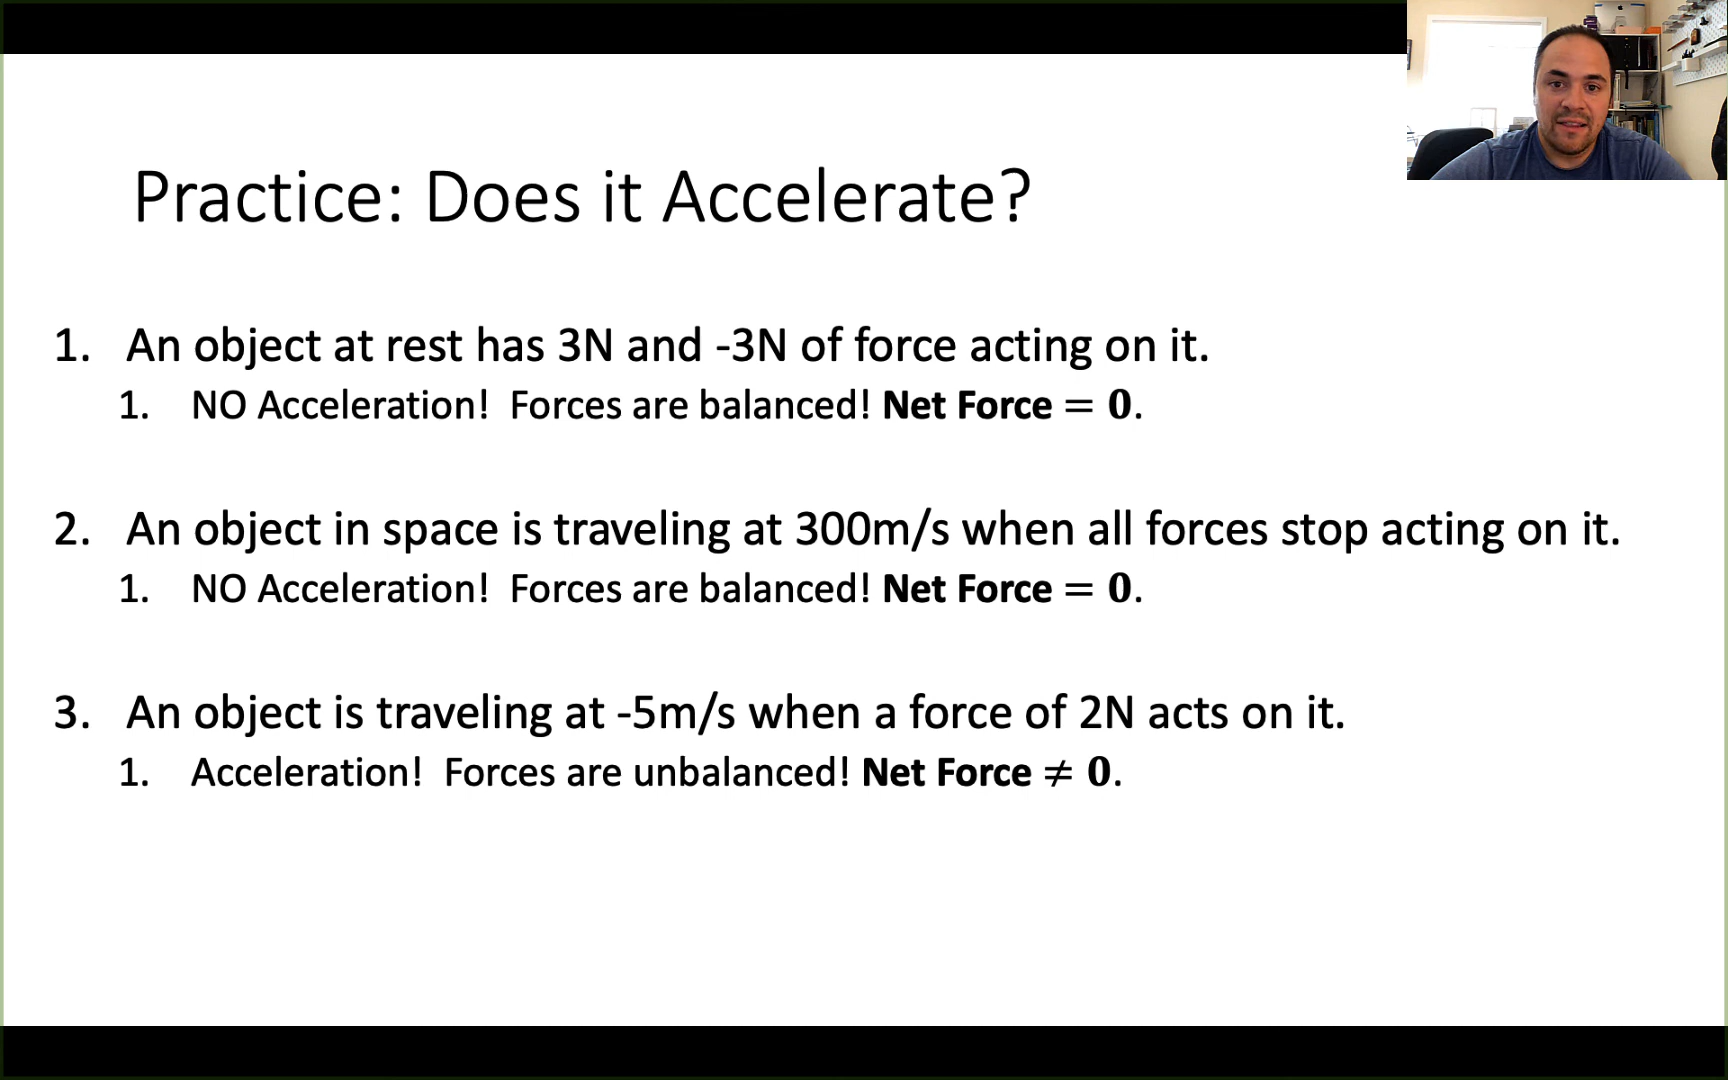 Practice: Does it Accelerate?
1. An object at rest has 3N and -3N of force acting on it.
1. NO Acceleration!  Forces are balanced! Net Force = 0.
2. An object in space is traveling at 300m/s when all forces stop acting on it.
1. NO Acceleration!  Forces are balanced! Net Force = 0.
3. An object is traveling at -5m/s when a force of 2N acts on it.
1. Acceleration!  Forces are unbalanced! Net Force ≠ 0.